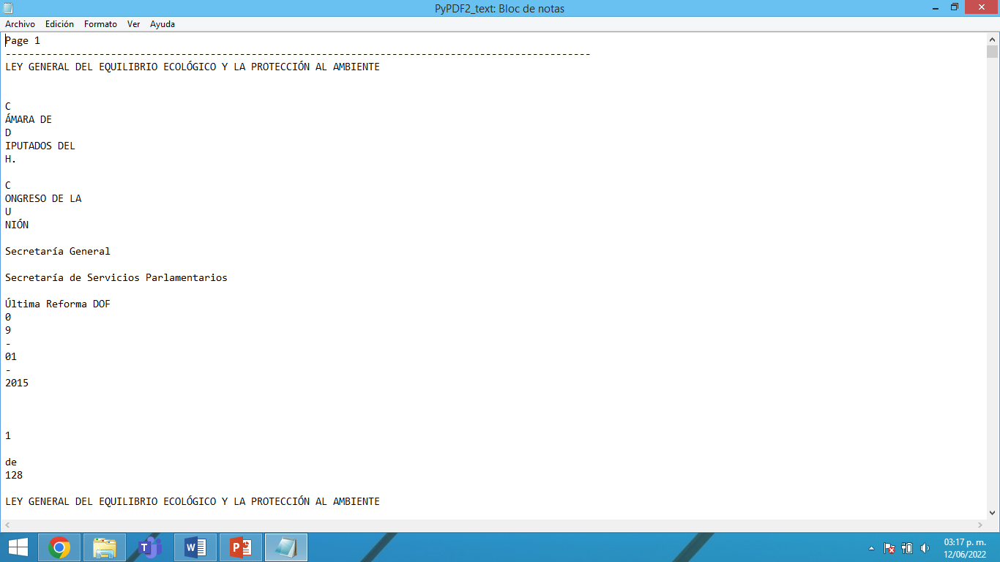 PyPDF2_text: Bloc de notas
Archivo Edición Formato Ver Ayuda
Page 1
----------------------------------------------------------------------------------------------------
LEY GENERAL DEL EQUILIBRIO ECOLÓGICO Y LA PROTECCIÓN AL AMBIENTE
C
ÁMARA DE
D
IPUTADOS DEL
H.
C
ONGRESO DE LA
U
NIÓN
Secretaría General
Secretaría de Servicios Parlamentarios
Última Reforma DOF
0
9
-
01
-
2015
1
de
128
LEY GENERAL DEL EQUILIBRIO ECOLÓGICO Y LA PROTECCIÓN AL AMBIENTE
03:17 p. m.
12/06/2022